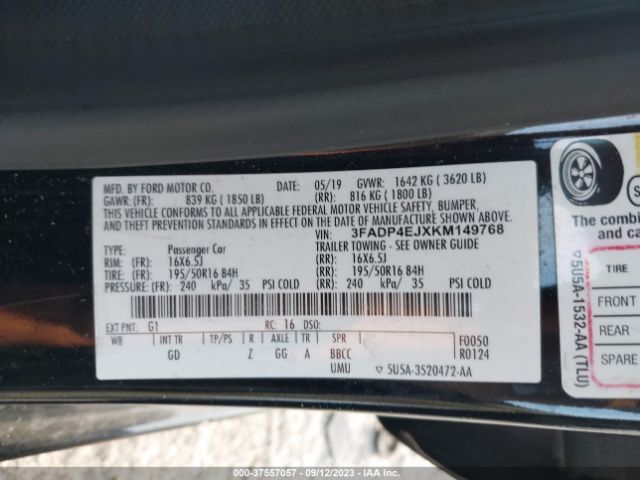 MFD. BY FORD MOTOR CO. DATE: 05/19 GVWR: 1642 KG ( 3620 LB)
GAWR: (FR): 839 KG ( 1850 LB) (RR): 816 KG ( 1800 LB)
THIS VEHICLE CONFORMS TO ALL APPLICABLE FEDERAL MOTOR VEHICLE SAFETY, BUMPER,
AND THEFT PREVENTION STANDARDS IN EFFECT ON THE DATE OF MANUFACTURE SHOWN ABOVE.
VIN: 3FADP4EJXKM149768
TYPE: Passenger Car TRAILER TOWING - SEE OWNER GUIDE
RIM: (FR): 16X6.5J (RR): 16X6.5J
TIRE: (FR): 195/50R16 84H (RR): 195/50R16 84H
PRESSURE: (FR): 240 kPa/ 35 PSI COLD (RR): 240 kPa/ 35 PSI COLD
EXT PNT: G1 RC: 16 DSO:
WB INT TR TP/PS R AXLE TR SPR F0050
GD Z GG A BBCC R0124
UMU ▽ 5U5A-3520472-AA
The combin
and ca
TIRE
FRONT
REAR
SPARE
▽ 5U5A-1532-AA (TLU)
000-37557057 - 09/12/2023 - IAA Inc.